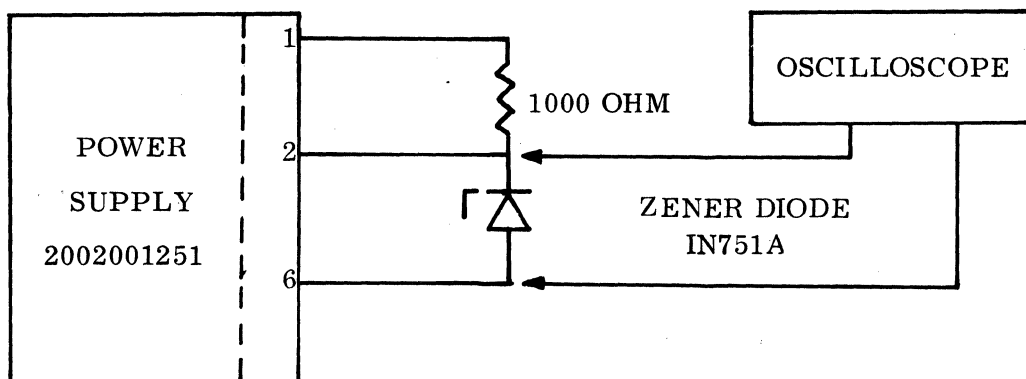 1
OSCILLOSCOPE
1000 OHM
POWER
SUPPLY
2002001251
2
ZENER DIODE
IN751A
6